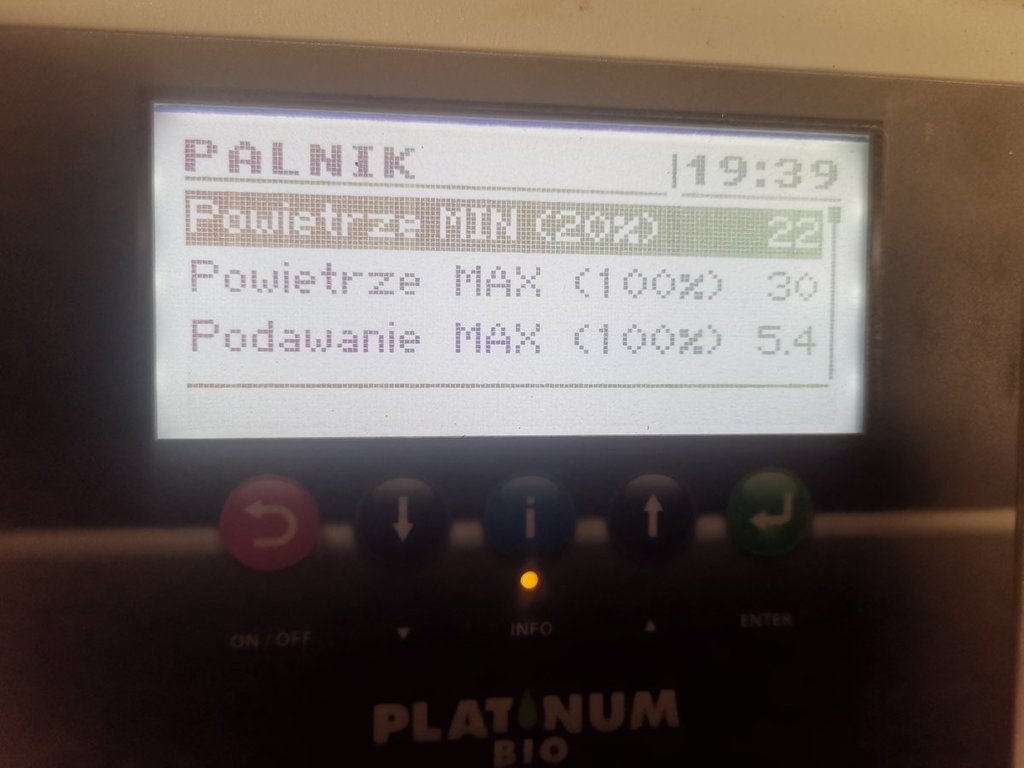 PALNIK 19:39
Powietrze MIN (20%) 22
Powietrze MAX (100%) 30
Podawanie MAX (100%) 5.4
i
ON / OFF ▼ INFO ▲ ENTER
PLATINUM
BIO